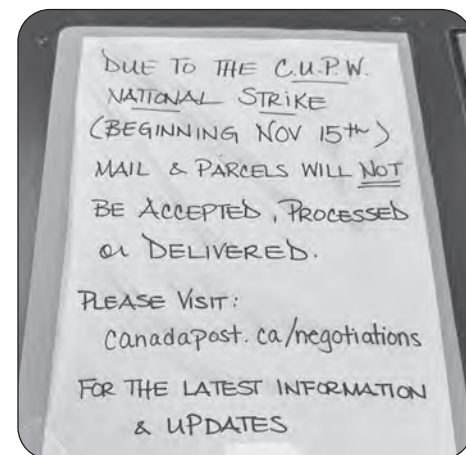 DUE TO THE C.U.P.W.
NATIONAL STRIKE
(BEGINNING NOV 15th)
MAIL & PARCELS WILL NOT
BE ACCEPTED, PROCESSED
or DELIVERED.
PLEASE VISIT:
canadapost.ca/negotiations
FOR THE LATEST INFORMATION
& UPDATES